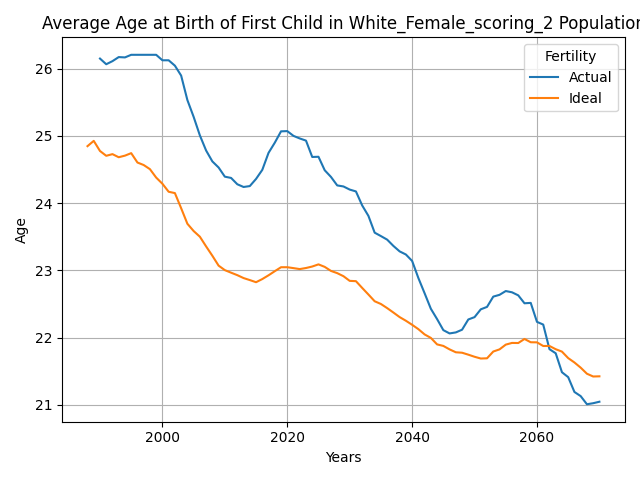 Average Age at Birth of First Child in White_Female_scoring_2 Population
Fertility
Actual
Ideal
Age
26
25
24
23
22
21
2000 2020 2040 2060
Years